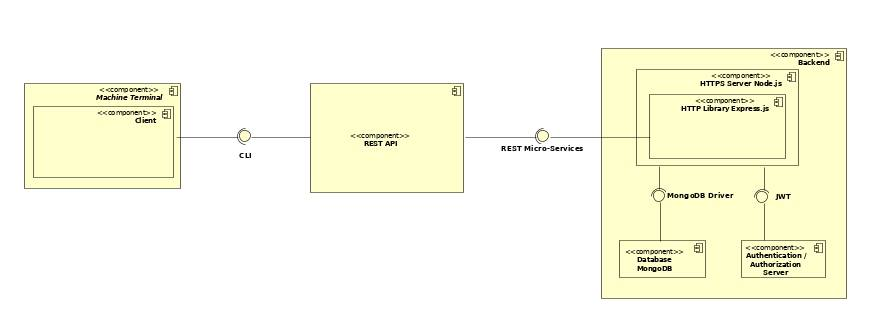 <<component>>
Machine Terminal
<<component>>
Client
CLI
<<component>>
REST API
REST Micro-Services
<<component>>
Backend
<<component>>
HTTPS Server Node.js
<<component>>
HTTP Library Express.js
MongoDB Driver
JWT
<<component>>
Database
MongoDB
<<component>>
Authentication /
Authorization
Server